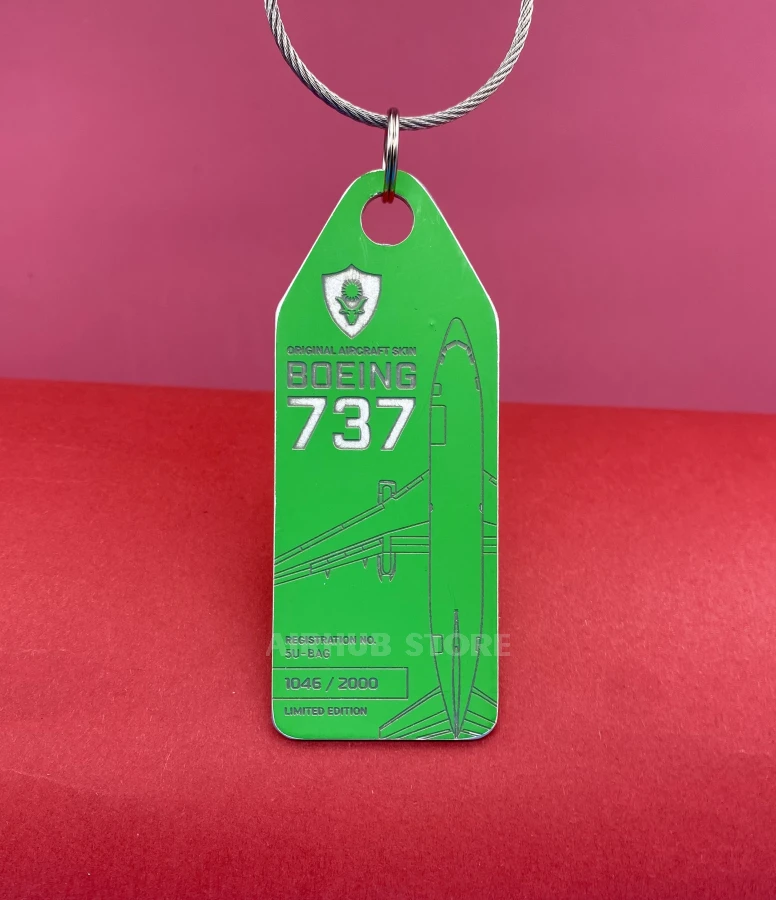 ORIGINAL AIRCRAFT SKIN
BOEING
737
REGISTRATION NO.
5U-BAG
1046 / 2000
LIMITED EDITION